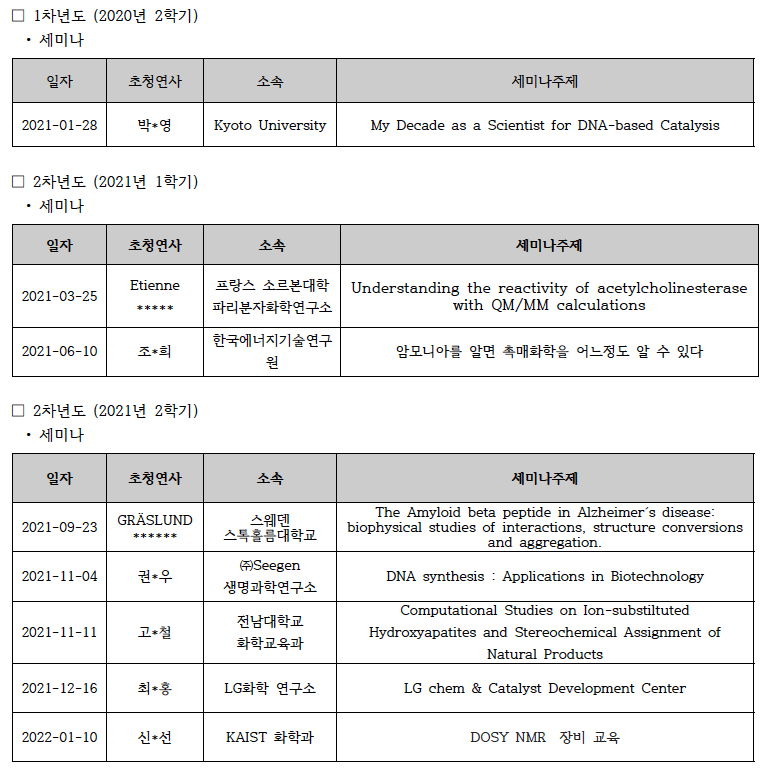 □ 1차년도 (2020년 2학기)
・ 세미나
일자 초청연사 소속 세미나주제
2021-01-28 박*영 Kyoto University My Decade as a Scientist for DNA-based Catalysis
□ 2차년도 (2021년 1학기)
・ 세미나
일자 초청연사 소속 세미나주제
2021-03-25 Etienne
*****
프랑스 소르본대학
파리분자화학연구소
Understanding the reactivity of acetylcholinesterase
with QM/MM calculations
2021-06-10 조*희
한국에너지기술연구
원
암모니아를 알면 촉매화학을 어느정도 알 수 있다
□ 2차년도 (2021년 2학기)
・ 세미나
일자 초청연사 소속 세미나주제
2021-09-23
GRÄSLUND
******
스웨덴
스톡홀름대학교
The Amyloid beta peptide in Alzheimer´s disease:
biophysical studies of interactions, structure conversions
and aggregation.
2021-11-04 권*우
㈜Seegen
생명과학연구소
DNA synthesis : Applications in Biotechnology
2021-11-11 고*철
전남대학교
화학교육과
Computational Studies on Ion-substiltuted
Hydroxyapatites and Stereochemical Assignment of
Natural Products
2021-12-16 최*홍 LG화학 연구소 LG chem & Catalyst Development Center
2022-01-10 신*선 KAIST 화학과 DOSY NMR 장비 교육